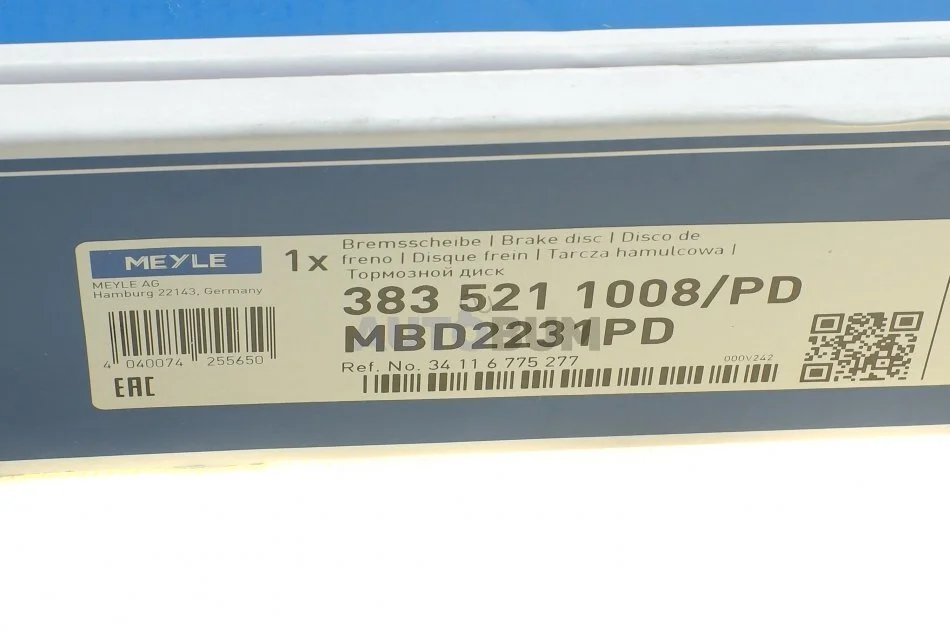 MEYLE
MEYLE AG
Hamburg 22143, Germany
4 040074 255650
EAC
1x
Bremsscheibe | Brake disc | Disco de
freno | Disque frein | Tarcza hamulcowa |
Тормозной диск
383 521 1008/PD
MBD2231PD
AUTODRUM
Ref. No. 34 11 6 775 277
000V242